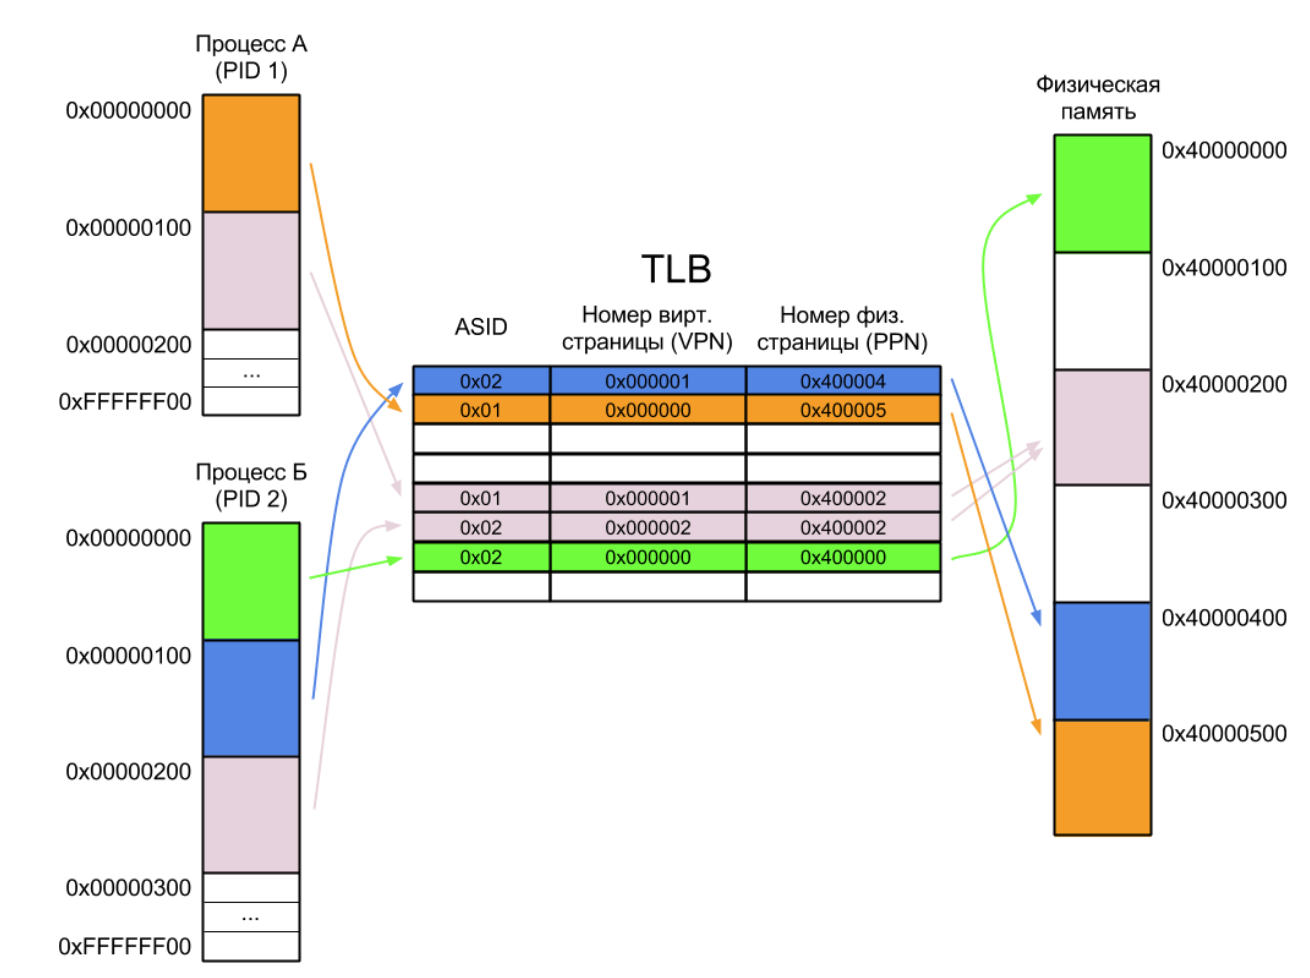 Процесс А
(PID 1)
0x00000000
0x00000100
0x00000200
...
0xFFFFFF00
Процесс Б
(PID 2)
0x00000000
0x00000100
0x00000200
0x00000300
...
0xFFFFFF00
TLB
ASID
Номер вирт.
страницы (VPN)
Номер физ.
страницы (PPN)
0x02 0x000001 0x400004
0x01 0x000000 0x400005
0x01 0x000001 0x400002
0x02 0x000002 0x400002
0x02 0x000000 0x400000
Физическая
память
0x40000000
0x40000100
0x40000200
0x40000300
0x40000400
0x40000500